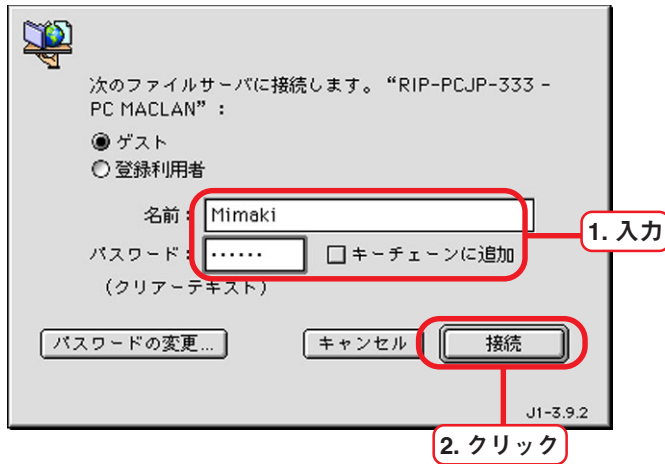 次のファイルサーバに接続します。“RIP-PCJP-333 -
PC MACLAN”：
ゲスト
登録利用者
名前： Mimaki
1. 入力
パスワード： ・・・・・・ キーチェーンに追加
（クリアーテキスト）
パスワードの変更... キャンセル 接続
J1-3.9.2
2. クリック